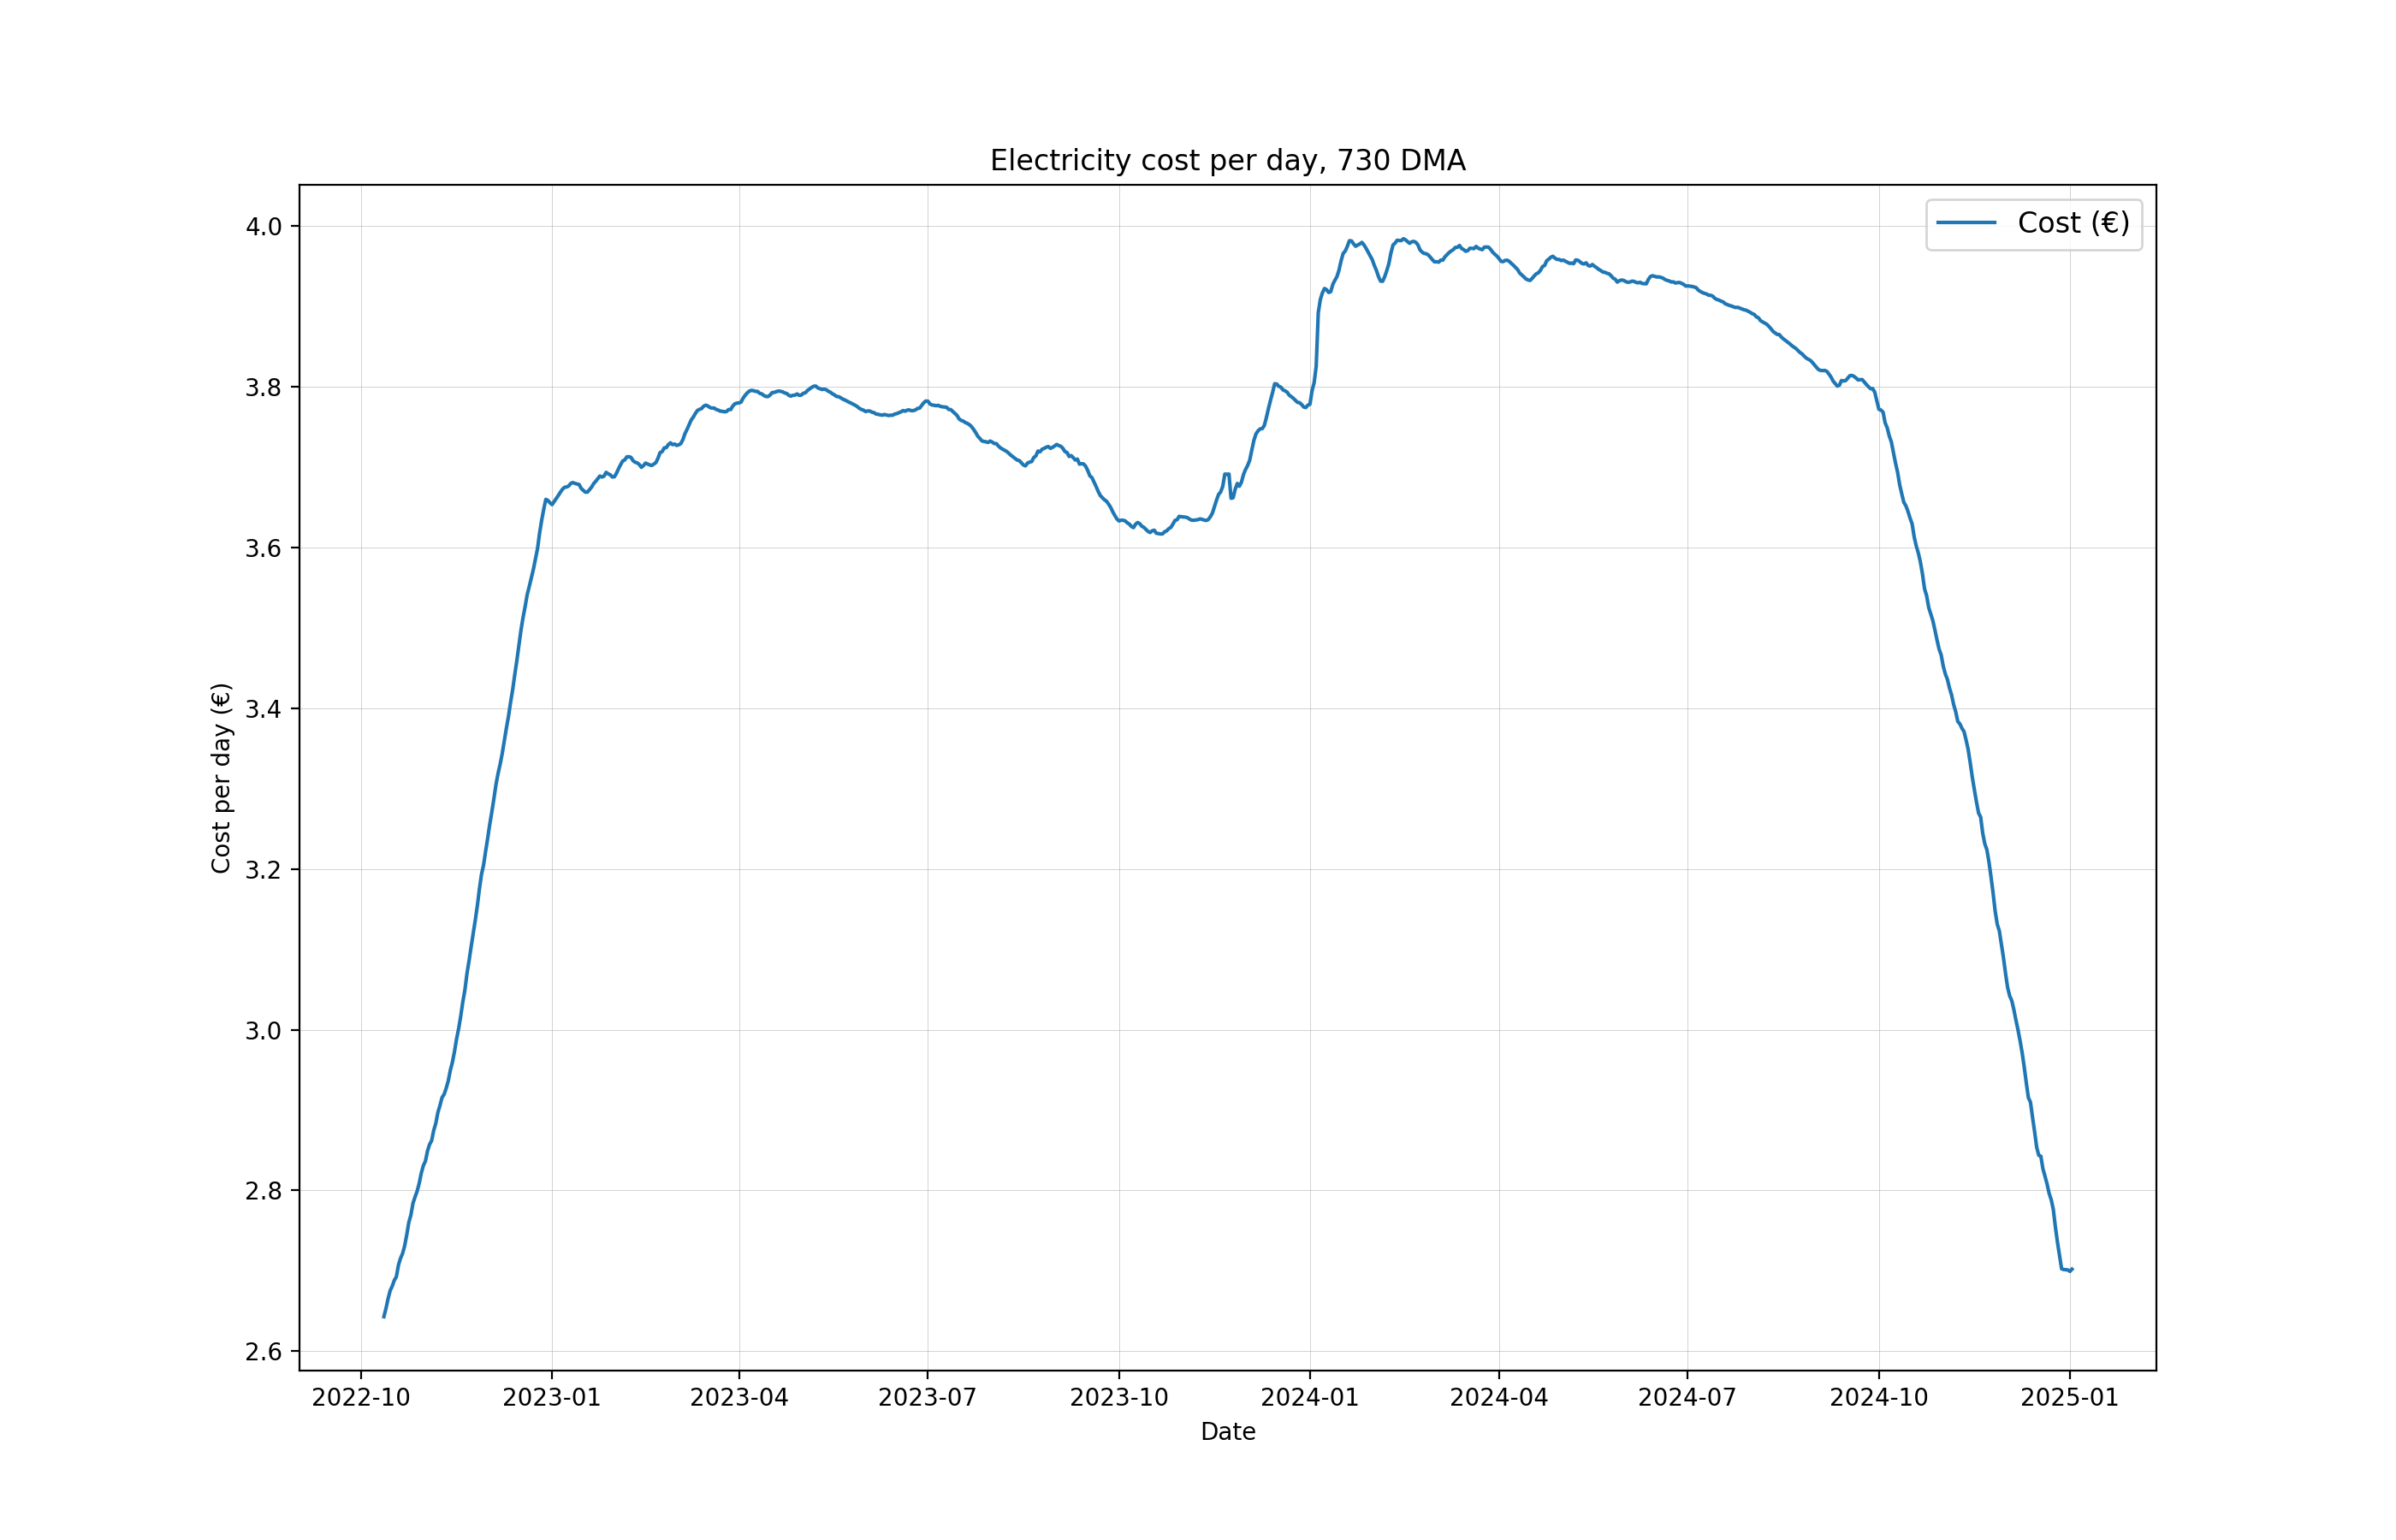 Electricity cost per day, 730 DMA
Cost (€)
4.0
3.8
3.6
3.4
3.2
3.0
2.8
2.6
Cost per day (€)
2022-10 2023-01 2023-04 2023-07 2023-10 2024-01 2024-04 2024-07 2024-10 2025-01
Date